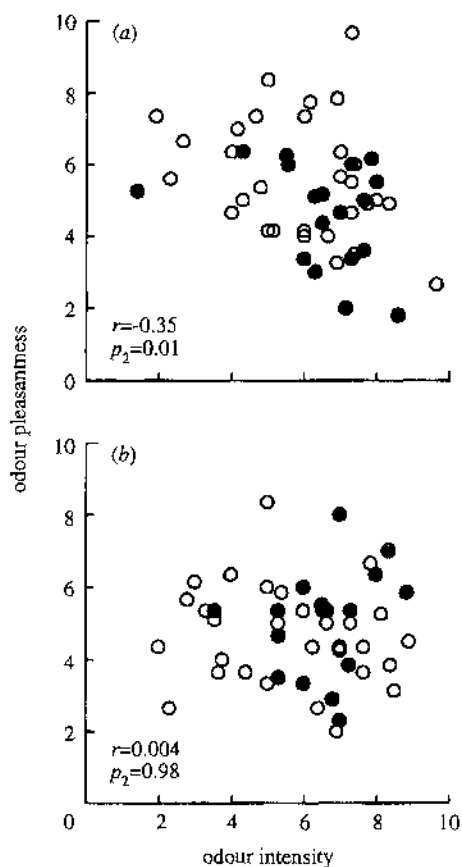 10
(a)
8
6
odour pleasantness
4
2
r=-0.35
p2=0.01
0
10
(b)
8
6
4
2
r=0.004
p2=0.98
0 2 4 6 8 10
odour intensity